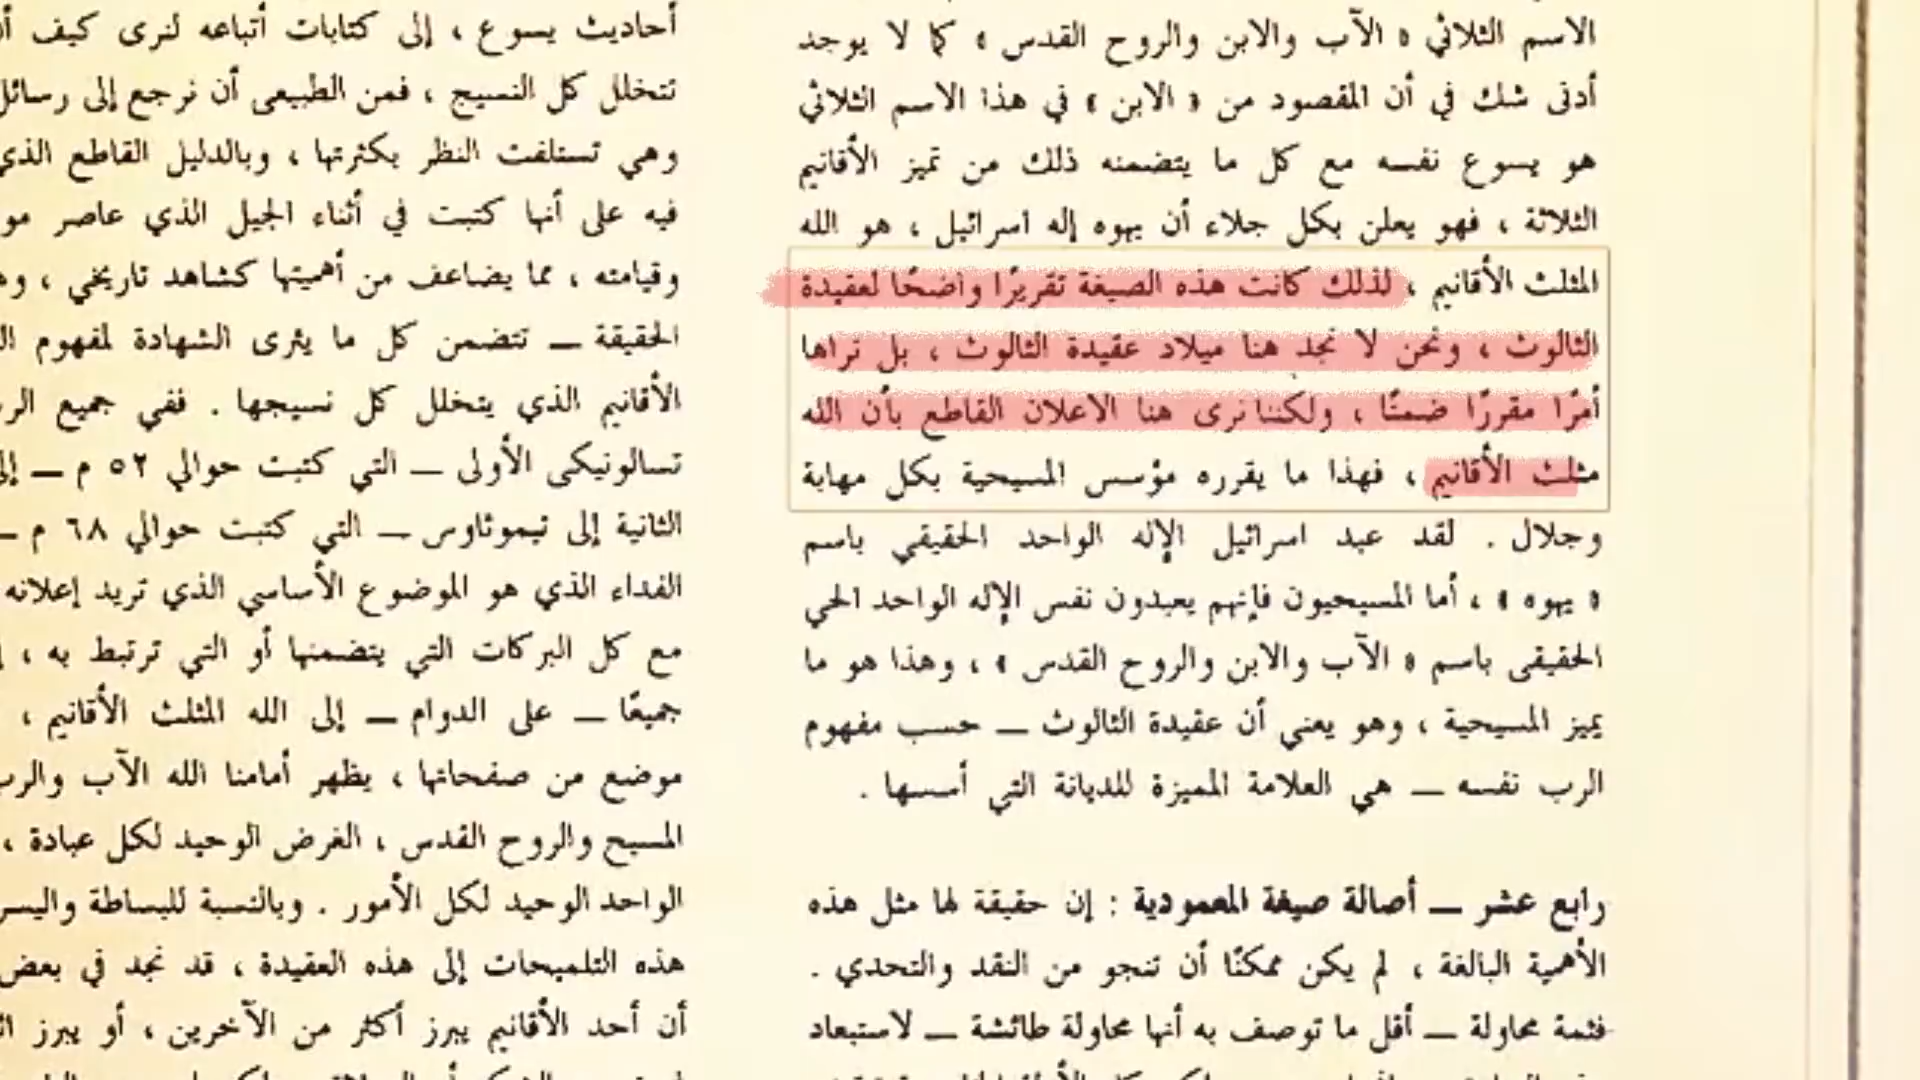 الاسم الثلاثي « الآب والابن والروح القدس » كما لا يوجد
أدنى شك في أن المقصود من « الابن » في هذا الاسم الثلاثي
هو يسوع نفسه مع كل ما يتضمنه ذلك من تميز الأقانيم
الثلاثة ، فهو يعلن بكل جلاء أن يهوه إله اسرائيل ، هو الله
المثلث الأقانيم ، لذلك كانت هذه الصيغة تقريرًا واضحًا لعقيدة
الثالوث ، ونحن لا نجد هنا ميلاد عقيدة الثالوث ، بل نراها
أمرًا مقررًا ضمنًا ، ولكننا نرى هنا الاعلان القاطع بأن الله
مثلث الأقانيم ، فهذا ما يقرره مؤسس المسيحية بكل مهابة
وجلال . لقد عبد اسرائيل الإله الواحد الحقيقي باسم
« يهوه » ، أما المسيحيون فإنهم يعبدون نفس الإله الواحد الحي
الحقيقى باسم « الآب والابن والروح القدس » ، وهذا هو ما
يميز المسيحية ، وهو يعني أن عقيدة الثالوث — حسب مفهوم
الرب نفسه — هي العلامة المميزة للديانة التي أسسها .
رابع عشر — أصالة صيغة المعمودية : إن حقيقة لها مثل هذه
الأهمية البالغة ، لم يكن ممكنًا أن تنجو من النقد والتحدي .
فثمة محاولة — أقل ما توصف به أنها محاولة طائشة — لاستبعاد
أحاديث يسوع ، إلى كتابات أتباعه لنرى كيف
تتخلل كل النسيج ، فمن الطبيعى أن نرجع إلى رسائل
وهي تستلفت النظر بكثرتها ، وبالدليل القاطع الذي
فيه على أنها كتبت في أثناء الجيل الذي عاصر
وقيامته ، مما يضاعف من أهميتها كشاهد تاريخي ،
الحقيقة — تتضمن كل ما يثرى الشهادة لمفهوم
الأقانيم الذي يتخلل كل نسيجها . ففي جميع
تسالونيكى الأولى — التي كتبت حوالي ٥٢ م —
الثانية إلى تيموثاوس — التي كتبت حوالي ٦٨ م —
الفداء الذي هو الموضوع الأساسي الذي تريد إعلانه
مع كل البركات التي يتضمنها أو التي ترتبط به ،
جميعًا — على الدوام — إلى الله المثلث الأقانيم ،
موضع من صفحاتها ، يظهر أمامنا الله الآب والرب
المسيح والروح القدس ، الغرض الوحيد لكل عبادة ،
الواحد الوحيد لكل الأمور . وبالنسبة للبساطة واليسر
هذه التلميحات إلى هذه العقيدة ، قد نجد في بعض
أن أحد الأقانيم يبرز أكثر من الآخرين ، أو يبرز